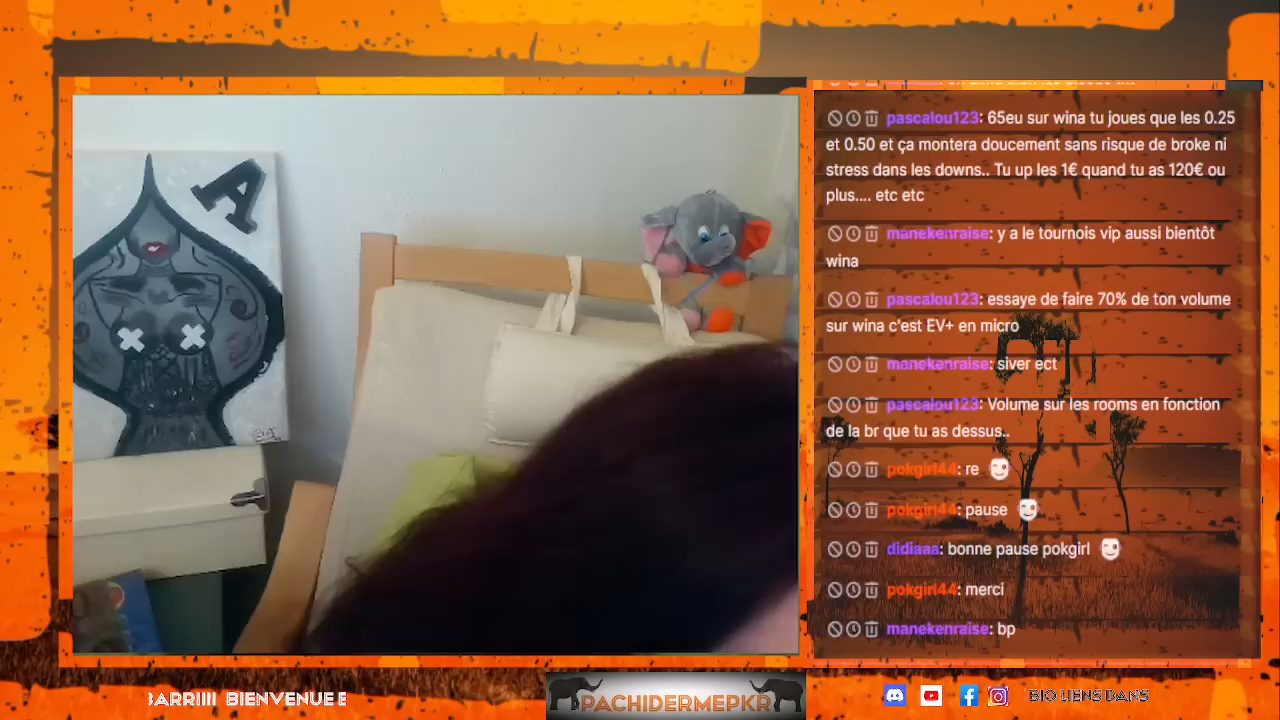 A
pascalou123: 65eu sur wina tu joues que les 0.25
et 0.50 et ça montera doucement sans risque de broke ni
stress dans les downs.. Tu up les 1€ quand tu as 120€ ou
plus.... etc etc
manekenraise: y a le tournois vip aussi bientôt
wina
pascalou123: essaye de faire 70% de ton volume
sur wina c'est EV+ en micro
manekenraise: siver ect
pascalou123: Volume sur les rooms en fonction
de la br que tu as dessus..
pokgirl44: re
pokgirl44: pause
didiaaa: bonne pause pokgirl
pokgirl44: merci
manekenraise: bp
ARRIIII BIENVENUE
PACHIDERMEPKR
BIO LIENS DANS